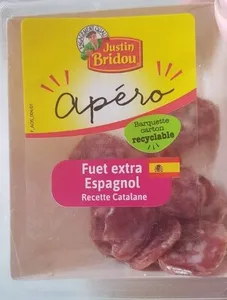 Justin
Bridou
apéro
Barquette
carton
recyclable
Fuet extra
Espagnol
Recette Catalane